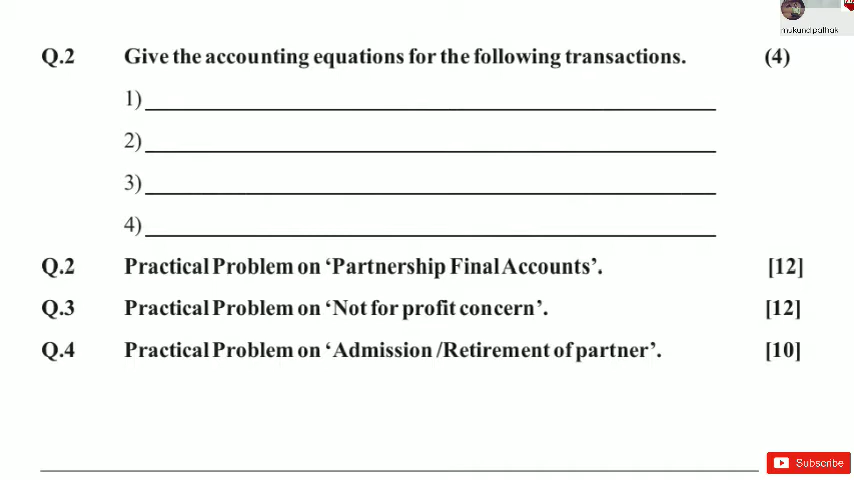 mukund pathak
Q.2 Give the accounting equations for the following transactions. (4)
1)
2)
3)
4)
Q.2 Practical Problem on ‘Partnership Final Accounts’. [12]
Q.3 Practical Problem on ‘Not for profit concern’. [12]
Q.4 Practical Problem on ‘Admission /Retirement of partner’. [10]
Subscribe